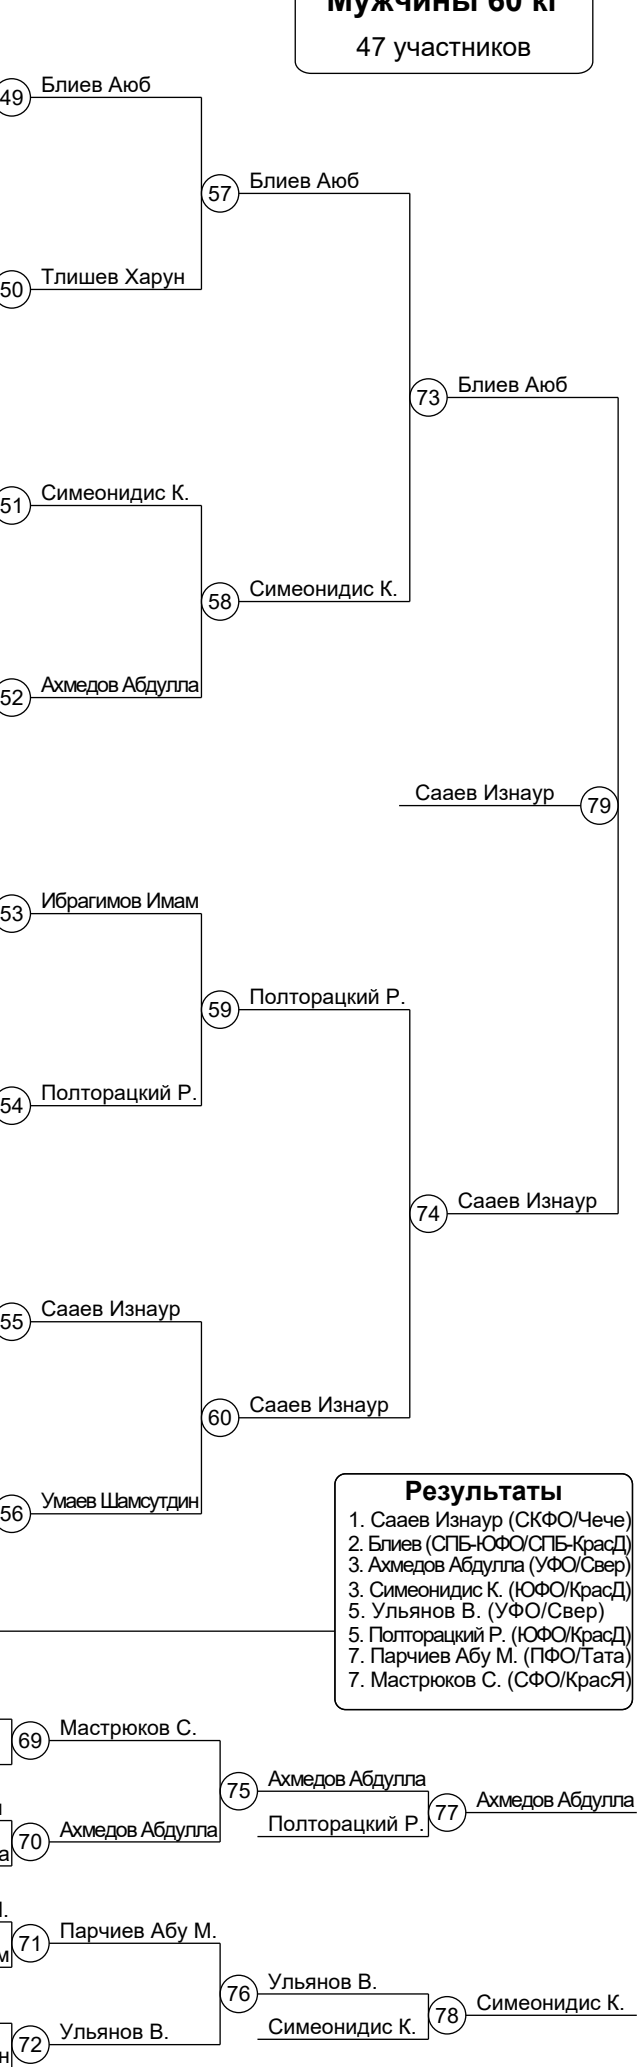 Мужчины 60 кг
47 участников
49 Блиев Аюб
57 Блиев Аюб
50 Тлишев Харун
73 Блиев Аюб
51 Симеонидис К.
58 Симеонидис К.
52 Ахмедов Абдулла
Сааев Изнаур 79
53 Ибрагимов Имам
59 Полторацкий Р.
54 Полторацкий Р.
74 Сааев Изнаур
55 Сааев Изнаур
60 Сааев Изнаур
56 Умаев Шамсутдин
Результаты
1. Сааев Изнаур (СКФО/Чече)
2. Блиев (СПБ-ЮФО/СПБ-КрасД)
3. Ахмедов Абдулла (УФО/Свер)
3. Симеонидис К. (ЮФО/КрасД)
5. Ульянов В. (УФО/Свер)
5. Полторацкий Р. (ЮФО/КрасД)
7. Парчиев Абу М. (ПФО/Тата)
7. Мастрюков С. (СФО/КрасЯ)
69 Мастрюков С.
75 Ахмедов Абдулла
77 Ахмедов Абдулла
Полторацкий Р.
70 Ахмедов Абдулла
71 Парчиев Абу М.
76 Ульянов В.
78 Симеонидис К.
Симеонидис К.
72 Ульянов В.